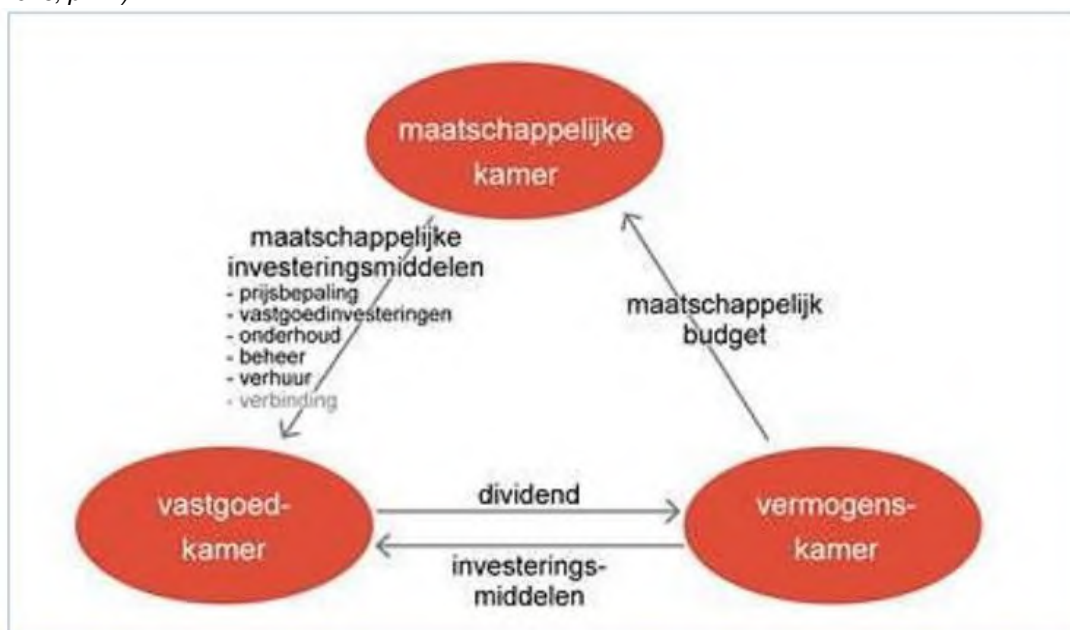 maatschappelijke
kamer
maatschappelijke
investeringsmiddelen
- prijsbepaling
- vastgoedinvesteringen
- onderhoud
- beheer
- verhuur
- verbinding
maatschappelijk
budget
vastgoed-
kamer
dividend
investerings-
middelen
vermogens-
kamer